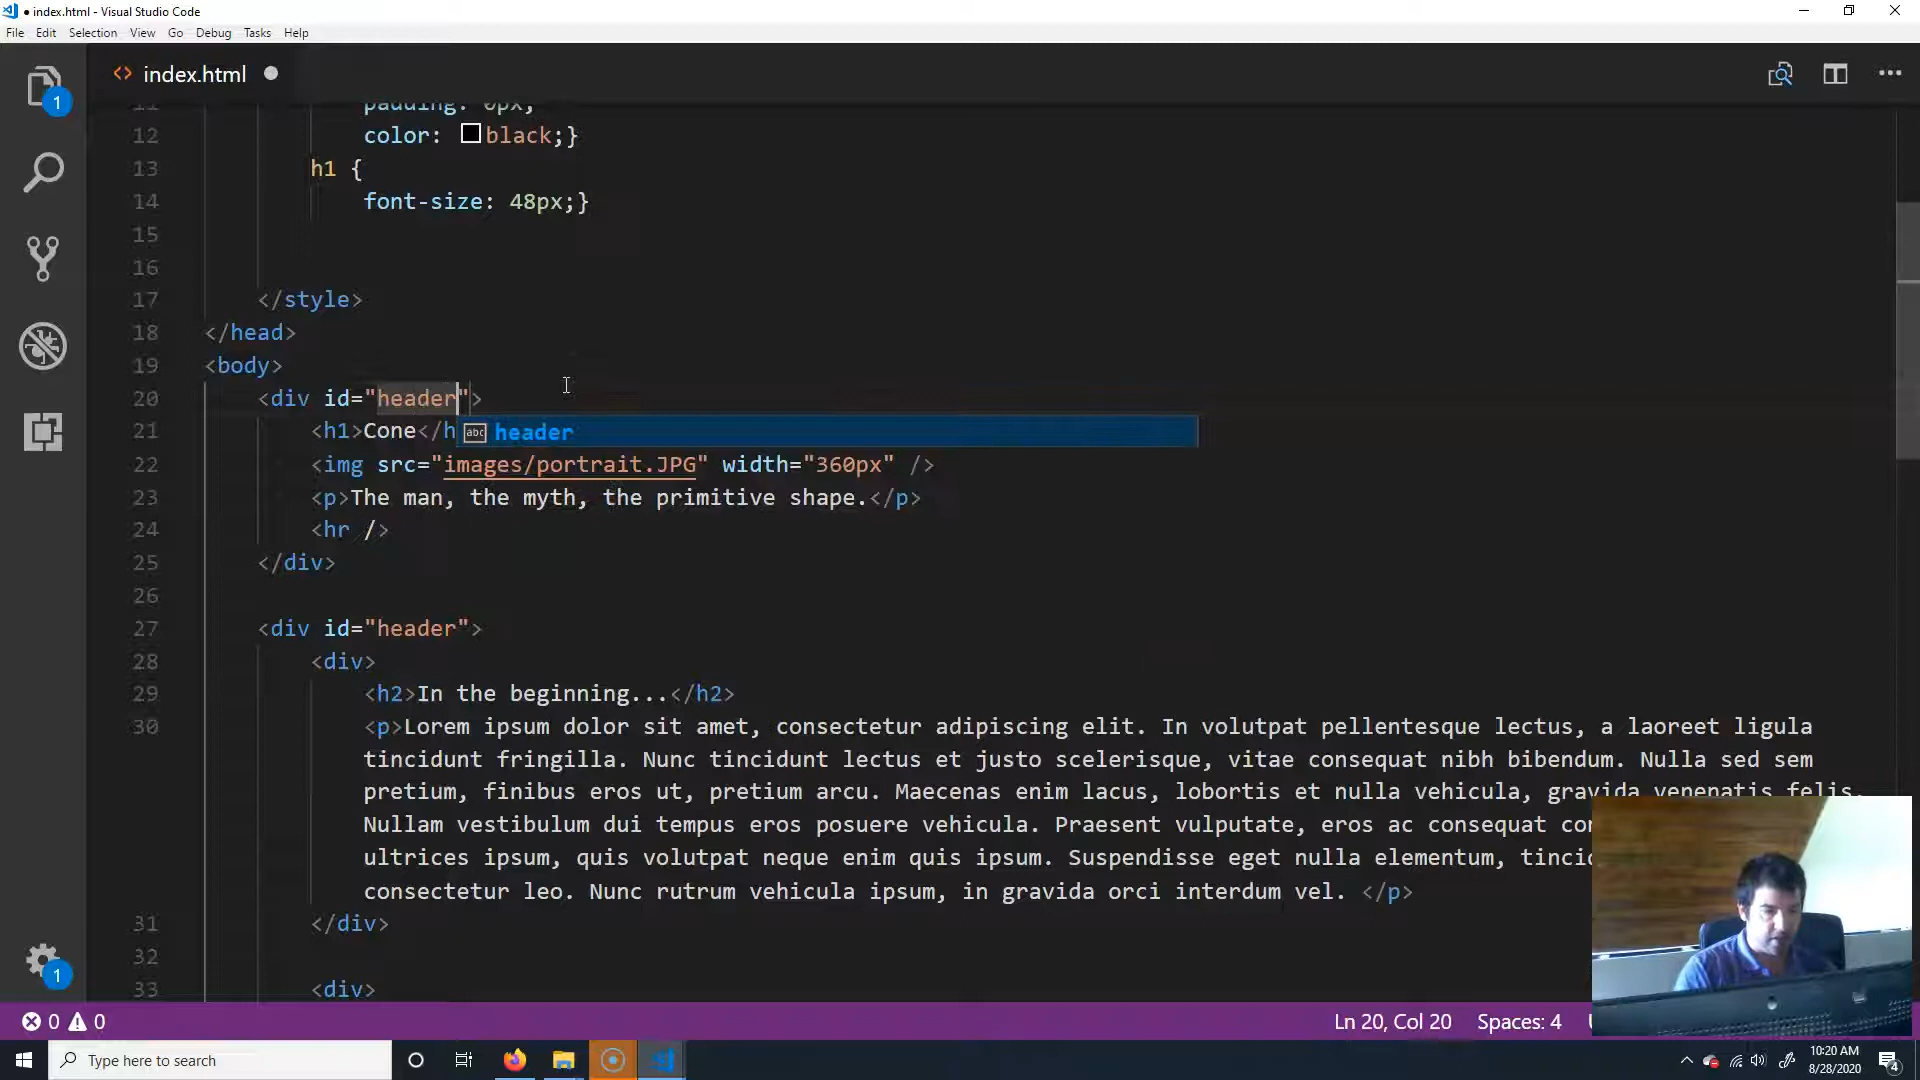 index.html - Visual Studio Code
File Edit Selection View Go Debug Tasks Help
1
<> index.html
11 padding: 0px;
12 color: black;}
13 h1 {
14 font-size: 48px;}
15
16
17 </style>
18 </head>
19 <body>
20 <div id="header">
21 <h1>Cone</h abc header
22 <img src="images/portrait.JPG" width="360px" />
23 <p>The man, the myth, the primitive shape.</p>
24 <hr />
25 </div>
26
27 <div id="header">
28 <div>
29 <h2>In the beginning...</h2>
30 <p>Lorem ipsum dolor sit amet, consectetur adipiscing elit. In volutpat pellentesque lectus, a laoreet ligula
tincidunt fringilla. Nunc tincidunt lectus et justo scelerisque, vitae consequat nibh bibendum. Nulla sed sem
pretium, finibus eros ut, pretium arcu. Maecenas enim lacus, lobortis et nulla vehicula, gravida venenatis felis.
Nullam vestibulum dui tempus eros posuere vehicula. Praesent vulputate, eros ac consequat
ultrices ipsum, quis volutpat neque enim quis ipsum. Suspendisse eget nulla elementum,
consectetur leo. Nunc rutrum vehicula ipsum, in gravida orci interdum vel. </p>
31 </div>
32
33 <div>
1
0 0
Ln 20, Col 20 Spaces: 4
Type here to search
10:20 AM
8/28/2020
4